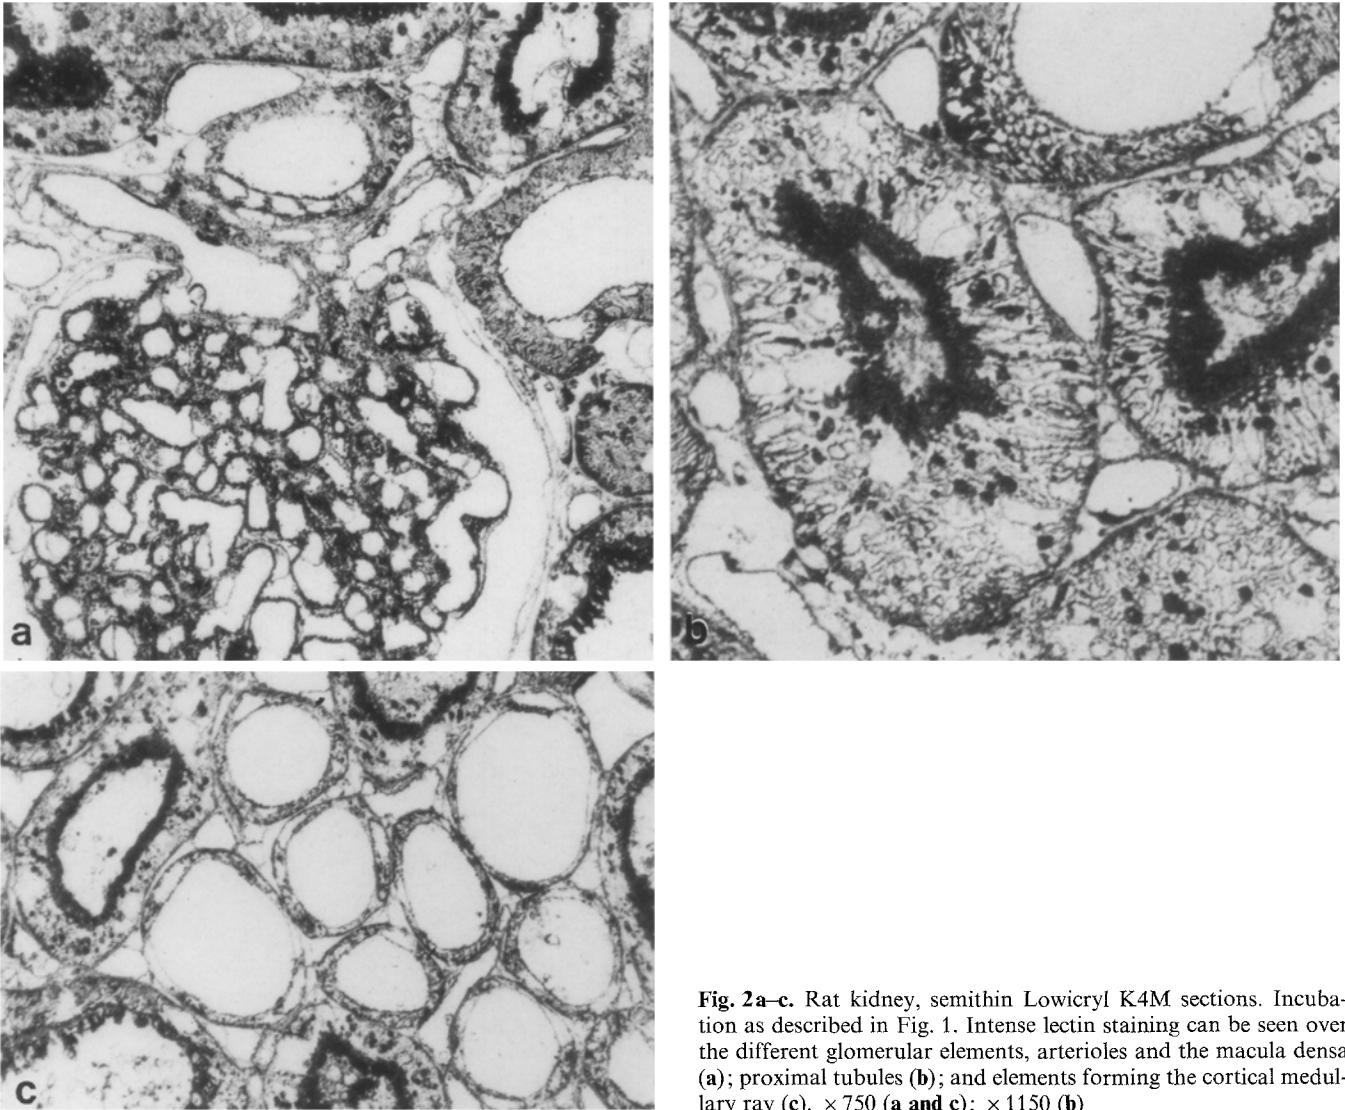 a
b
c
Fig. 2a–c. Rat kidney, semithin Lowicryl K4M sections. Incuba-
tion as described in Fig. 1. Intense lectin staining can be seen over
the different glomerular elements, arterioles and the macula densa
(a); proximal tubules (b); and elements forming the cortical medul-
lary ray (c). × 750 (a and c); × 1150 (b)